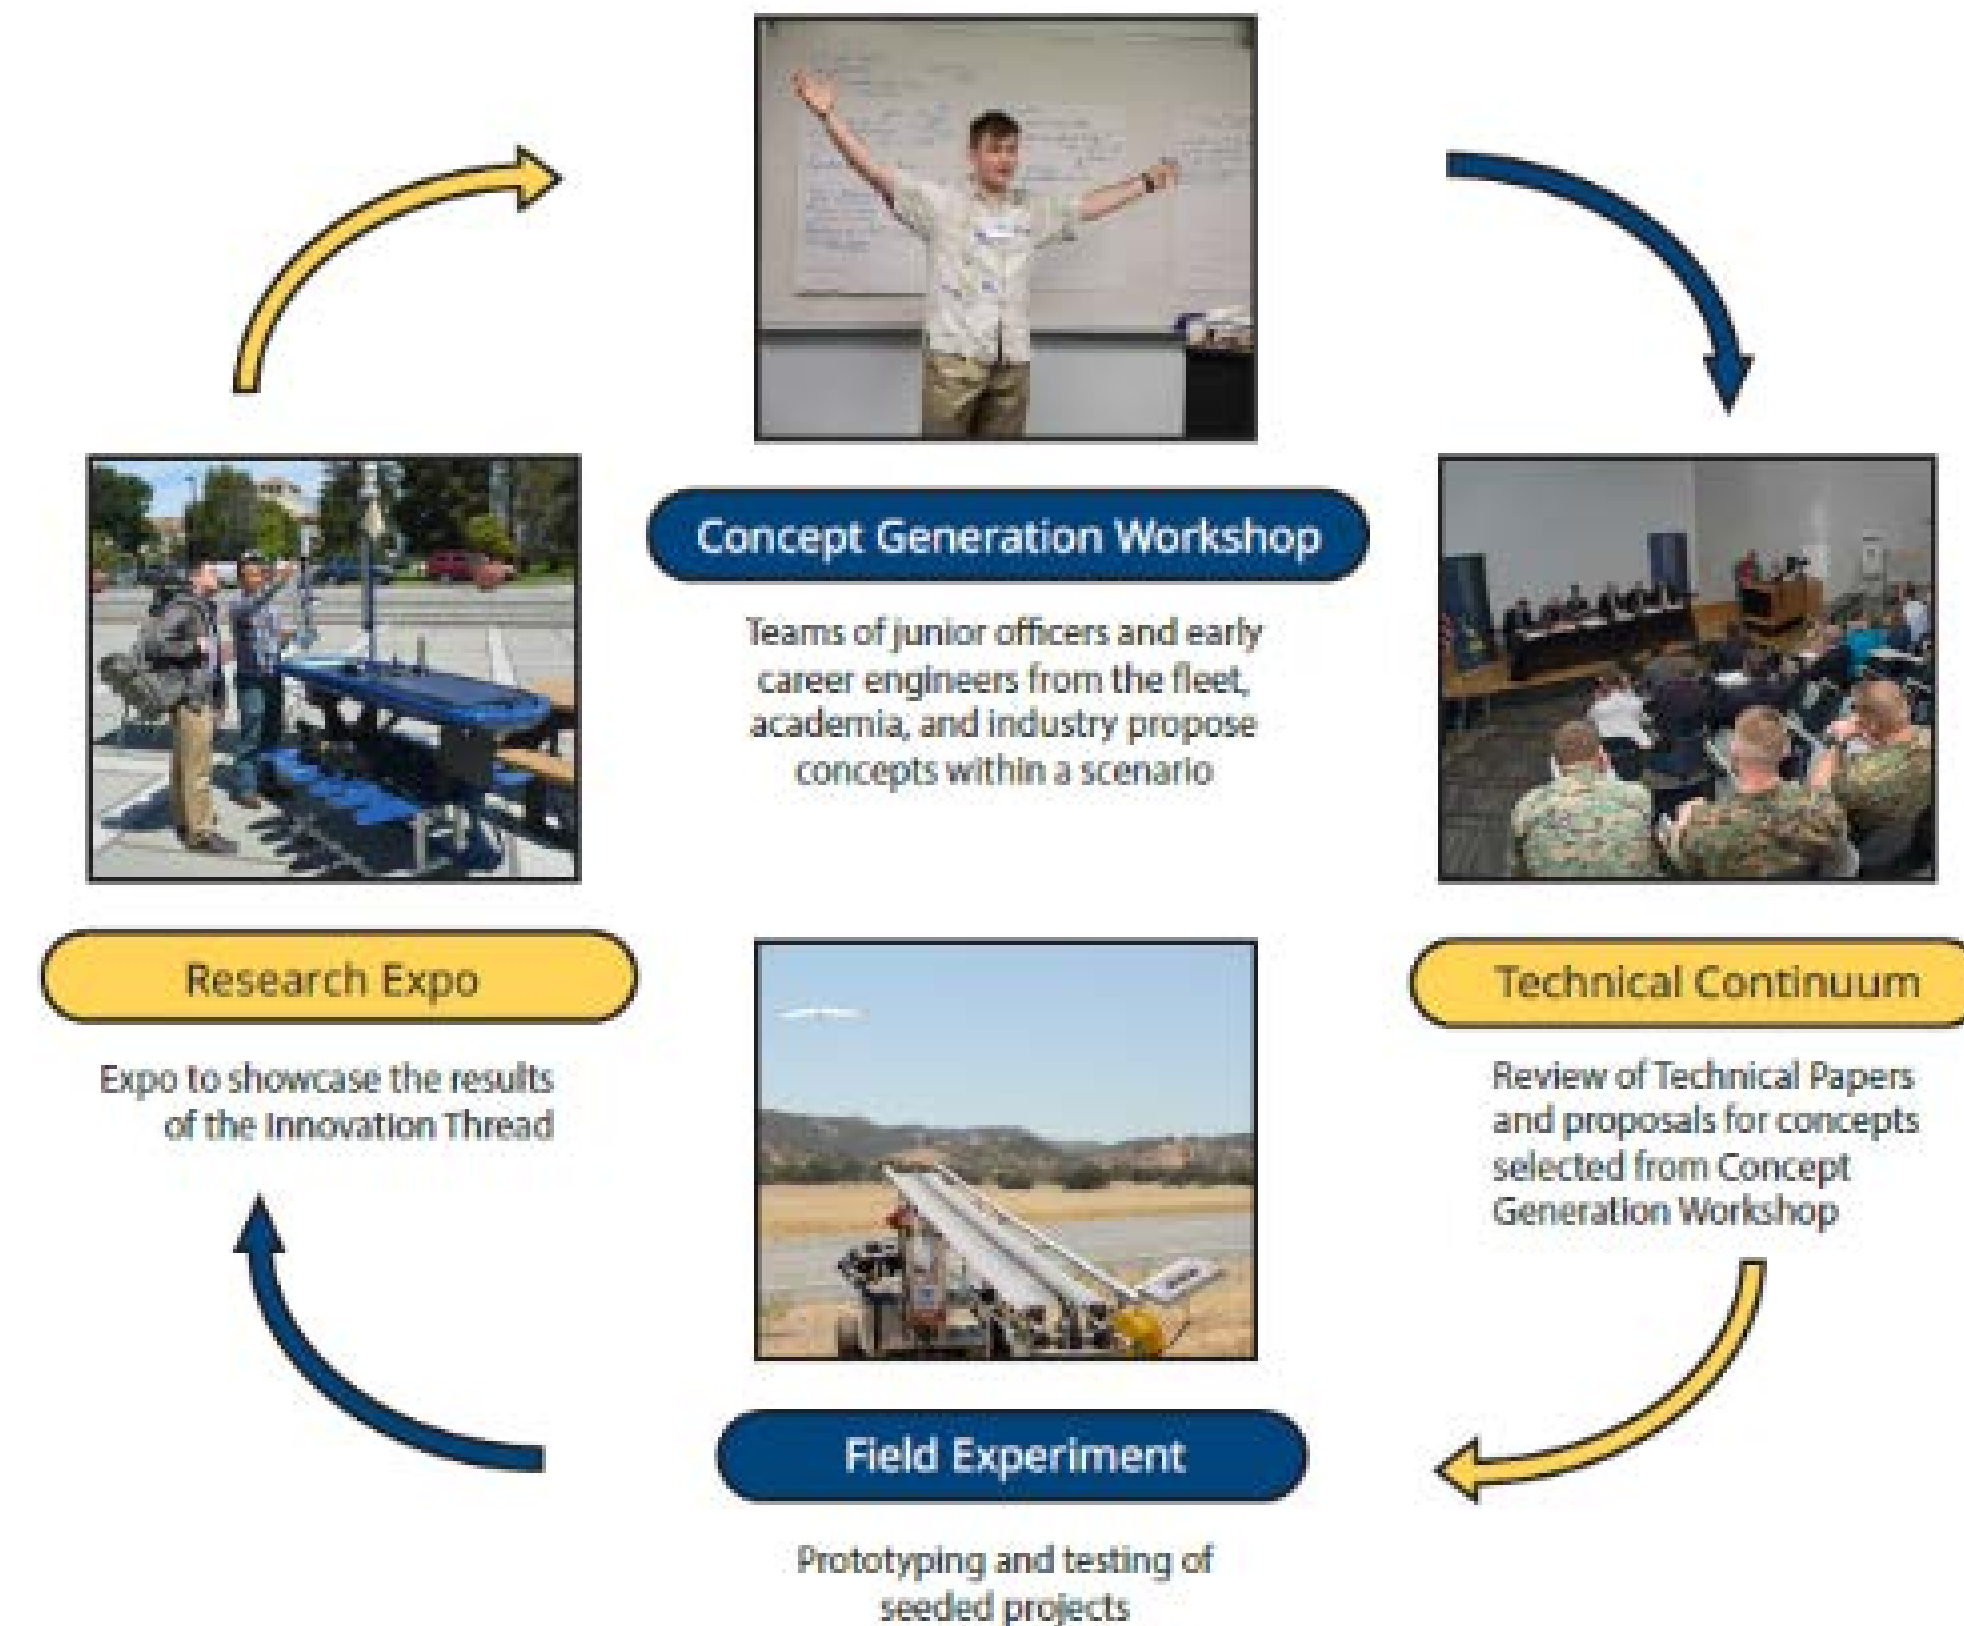 Concept Generation Workshop
Teams of junior officers and early
career engineers from the fleet,
academia, and industry propose
concepts within a scenario
Technical Continuum
Review of Technical Papers
and proposals for concepts
selected from Concept
Generation Workshop
Field Experiment
Prototyping and testing of
seeded projects
Research Expo
Expo to showcase the results
of the Innovation Thread